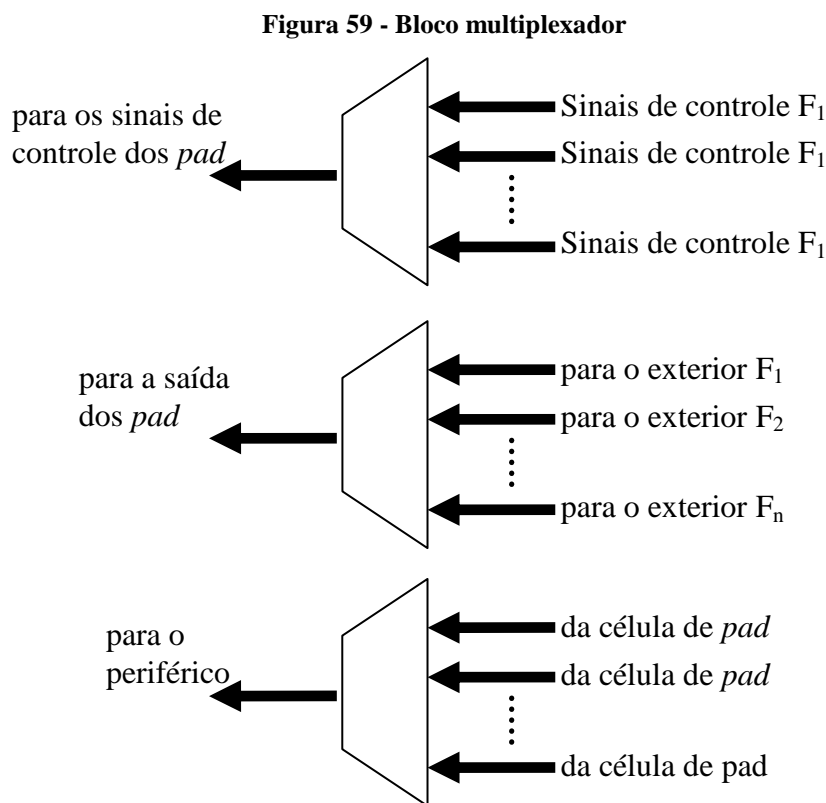 Figura 59 - Bloco multiplexador
para os sinais de
controle dos pad
Sinais de controle F1
Sinais de controle F1
Sinais de controle F1
para a saída
dos pad
para o exterior F1
para o exterior F2
para o exterior Fn
para o
periférico
da célula de pad
da célula de pad
da célula de pad